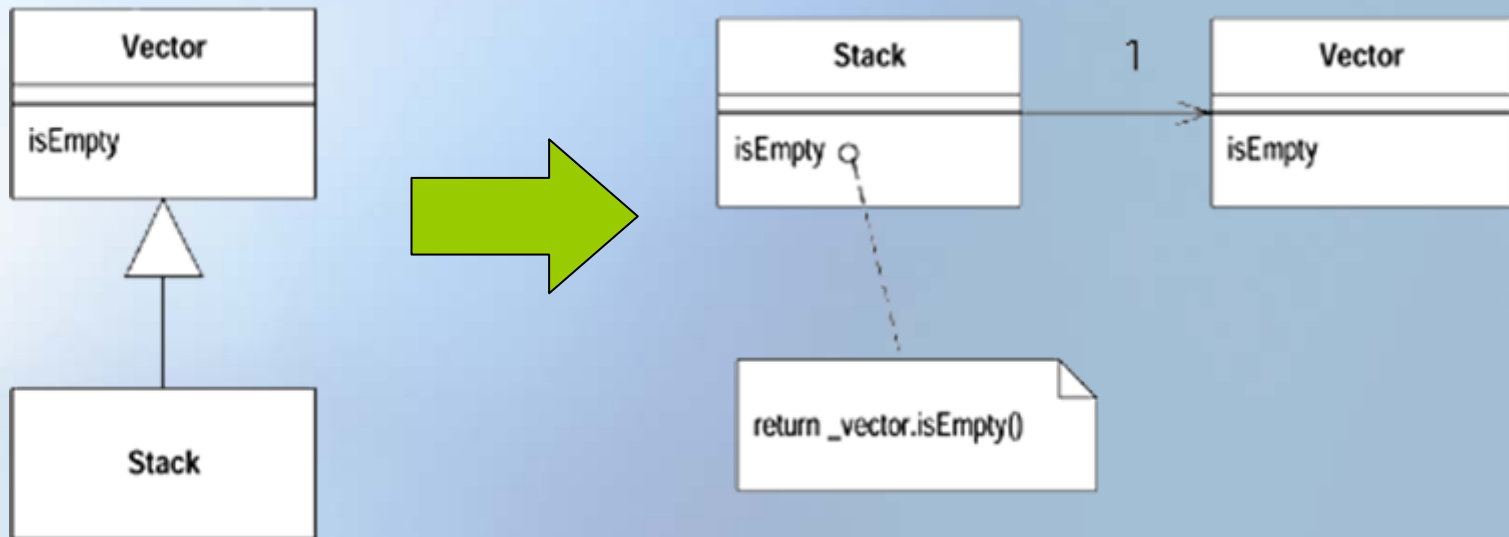 Vector
isEmpty
Stack
Stack
isEmpty
1
Vector
isEmpty
return _vector.isEmpty()